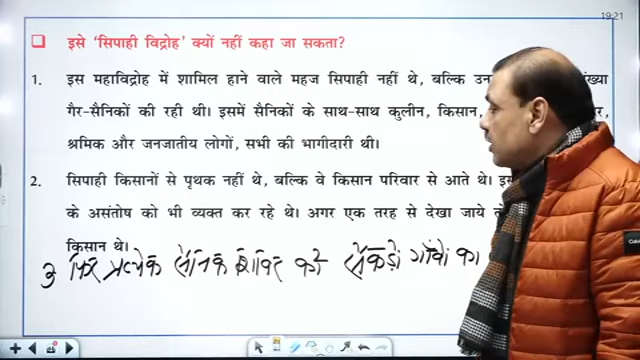 19:21
❑ इसे 'सिपाही विद्रोह' क्यों नहीं कहा जा सकता?
1. इस महाविद्रोह में शामिल हाने वाले महज सिपाही नहीं थे, बल्कि
गैर-सैनिकों की रही थी। इसमें सैनिकों के साथ-साथ कुलीन, किसान,
श्रमिक और जनजातीय लोगों, सभी की भागीदारी थी।
2. सिपाही किसानों से पृथक नहीं थे, बल्कि वे किसान परिवार से आते थे।
के असंतोष को भी व्यक्त कर रहे थे। अगर एक तरह से देखा जाये
किसान थे।
3 फिर प्रत्येक सैनिक शिविर को सैंकड़ों गाँवों का